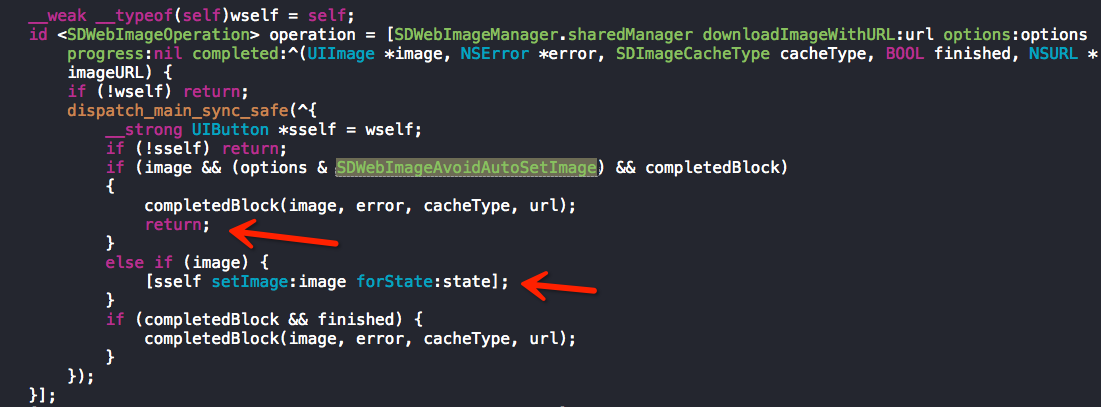 __weak __typeof(self)wself = self;
id <SDWebImageOperation> operation = [SDWebImageManager.sharedManager downloadImageWithURL:url options:options
progress:nil completed:^(UIImage *image, NSError *error, SDImageCacheType cacheType, BOOL finished, NSURL *
imageURL) {
if (!wself) return;
dispatch_main_sync_safe(^{
__strong UIButton *sself = wself;
if (!sself) return;
if (image && (options & SDWebImageAvoidAutoSetImage) && completedBlock)
{
completedBlock(image, error, cacheType, url);
return;
}
else if (image) {
[sself setImage:image forState:state];
}
if (completedBlock && finished) {
completedBlock(image, error, cacheType, url);
}
});
}];